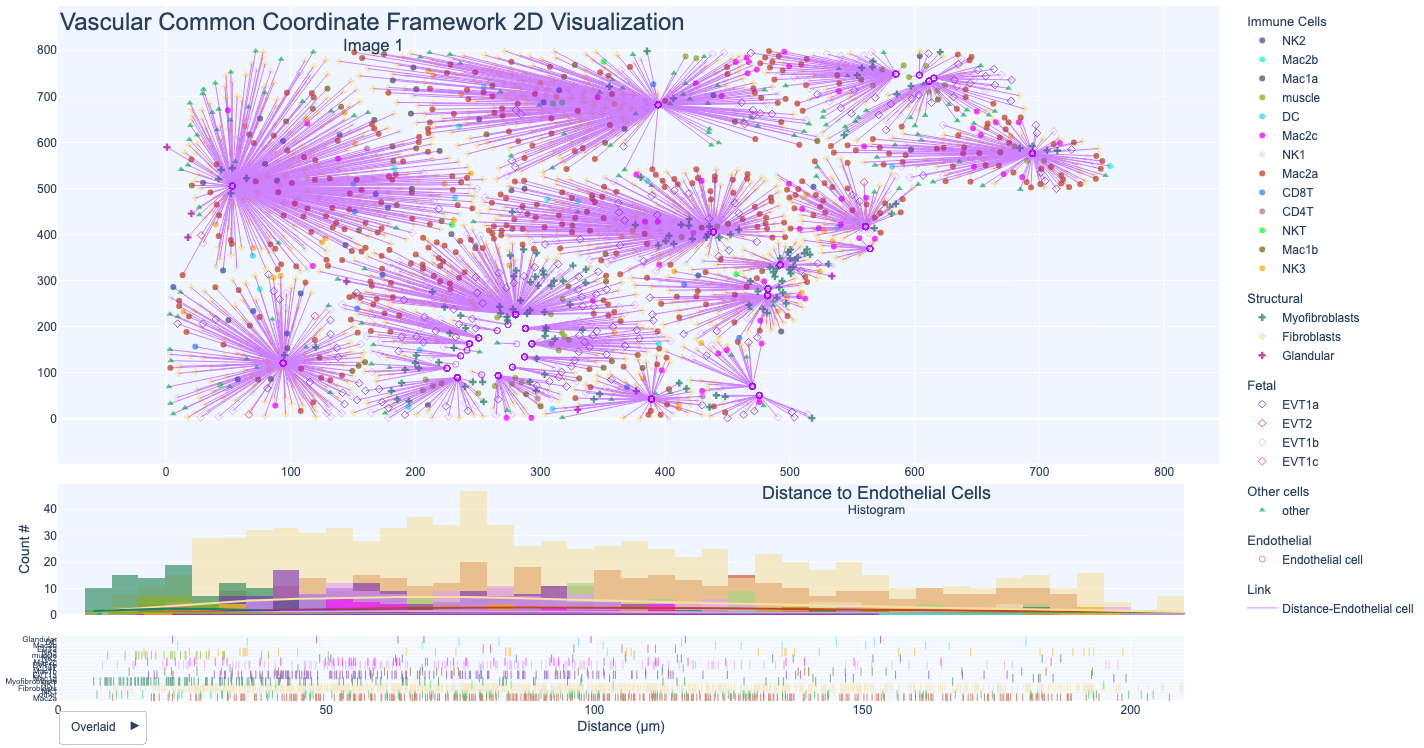 Vascular Common Coordinate Framework 2D Visualization
Image 1
800
700
600
500
400
300
200
100
0
0 100 200 300 400 500 600 700 800
Immune Cells
NK2
Mac2b
Mac1a
muscle
DC
Mac2c
NK1
Mac2a
CD8T
CD4T
NKT
Mac1b
NK3
Structural
Myofibroblasts
Fibroblasts
Glandular
Fetal
EVT1a
EVT2
EVT1b
EVT1c
Other cells
other
Endothelial
Endothelial cell
Link
Distance-Endothelial cell
Distance to Endothelial Cells
Histogram
Count #
40
30
20
10
0
Glandular
muscle
Myofibroblasts
Fibroblasts
Mac2a
0 50 100 150 200
Distance (μm)
Overlaid ►